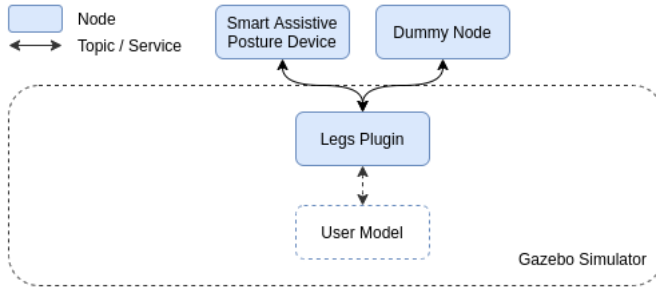 Node
Topic / Service
Smart Assistive
Posture Device
Dummy Node
Legs Plugin
User Model
Gazebo Simulator